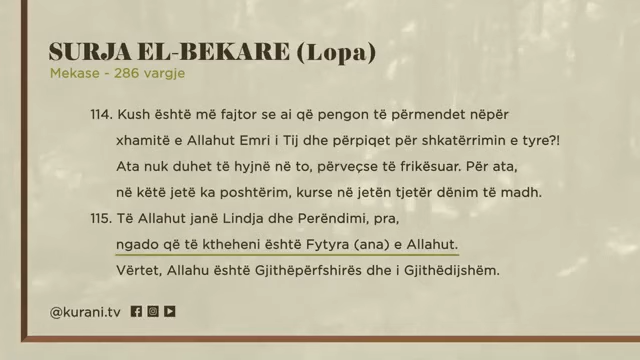 SURJA EL-BEKARE (Lopa)
Mekase - 286 vargje
114. Kush është më fajtor se ai që pengon të përmendet nëpër
xhamitë e Allahut Emri i Tij dhe përpiqet për shkatërrimin e tyre?!
Ata nuk duhet të hyjnë në to, përveçse të frikësuar. Për ata,
në këtë jetë ka poshtërim, kurse në jetën tjetër dënim të madh.
115. Të Allahut janë Lindja dhe Perëndimi, pra,
ngado që të ktheheni është Fytyra (ana) e Allahut.
Vërtet, Allahu është Gjithëpërfshirës dhe i Gjithëdijshëm.
@kurani.tv